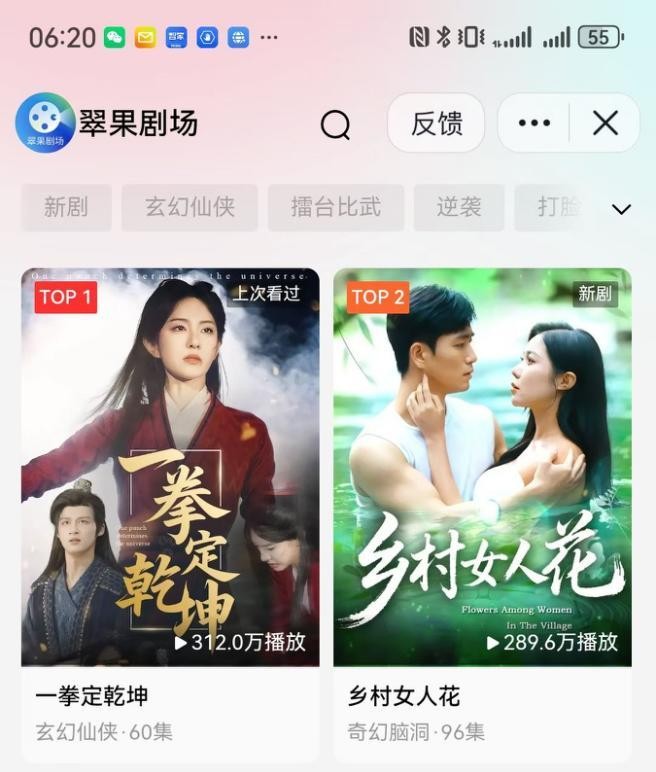 06:20
55
翠果剧场
翠果剧场
反馈
新剧
玄幻仙侠
擂台比武
逆袭
打脸
One punch determines the universe
TOP 1
上次看过
一拳定乾坤
One punch
determines
the universe
312.0万播放
一拳定乾坤
玄幻仙侠·60集
TOP 2
新剧
乡村女人花
Flowers Among Women
In The Village
289.6万播放
乡村女人花
奇幻脑洞·96集